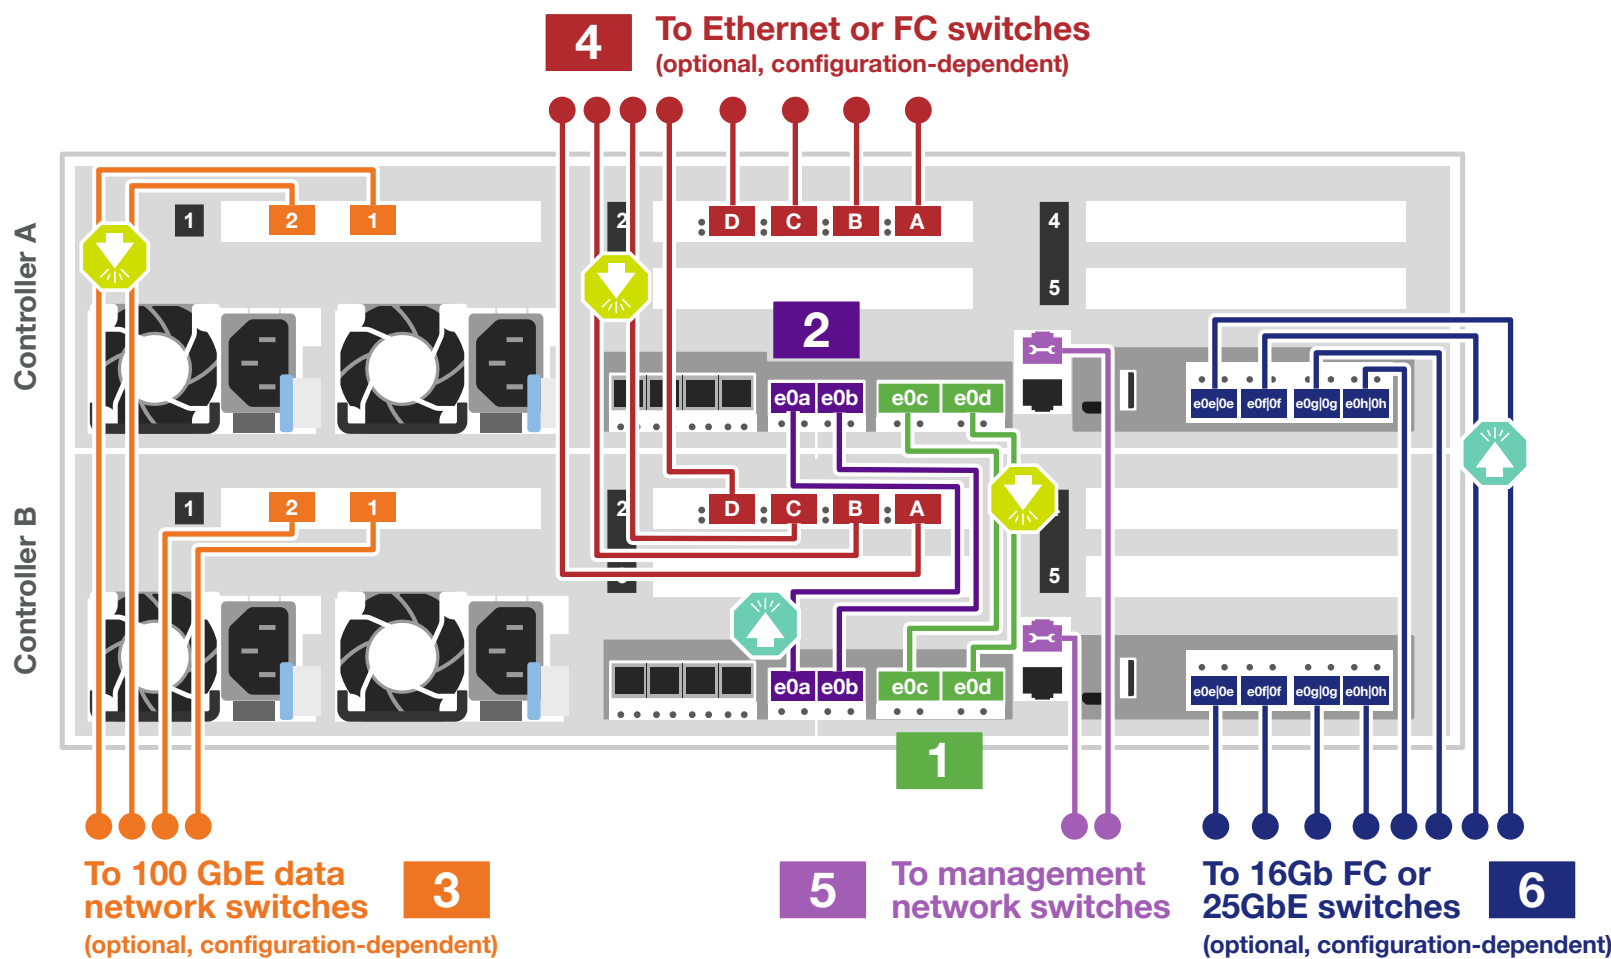 4
To Ethernet or FC switches
(optional, configuration-dependent)
Controller A
1
2
1
2
D
C
B
A
4
5
2
e0a
e0b
e0c
e0d
e0e|0e
e0f|0f
e0g|0g
e0h|0h
Controller B
1
2
1
2
D
C
B
A
5
e0a
e0b
e0c
e0d
e0e|0e
e0f|0f
e0g|0g
e0h|0h
1
To 100 GbE data
network switches
(optional, configuration-dependent)
3
5
To management
network switches
To 16Gb FC or
25GbE switches
(optional, configuration-dependent)
6